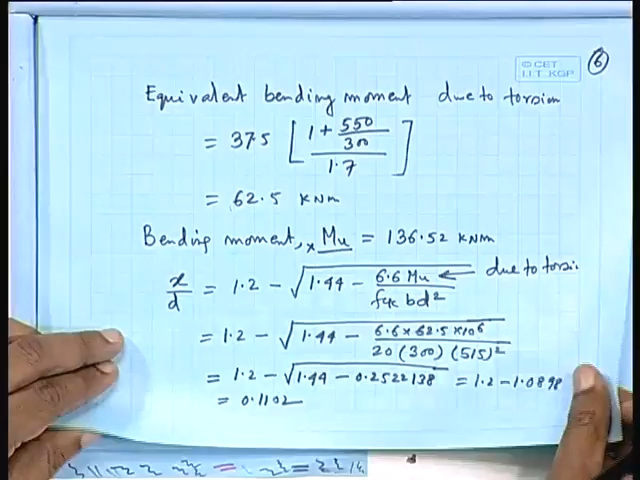 © CET
I.I.T. KGP
6
Equivalent bending moment due to torsion
= 37.5 [ (1 + 550/300) / 1.7 ]
= 62.5 KNm
Bending moment, x Mu = 136.52 KNm
x/d = 1.2 - √(1.44 - 6.6 Mu / fck bd²) ← due to torsi
= 1.2 - √(1.44 - 6.6 x 62.5 x 10⁶ / 20 (300) (515)²)
= 1.2 - √(1.44 - 0.2522138) = 1.2 - 1.0898
= 0.1102